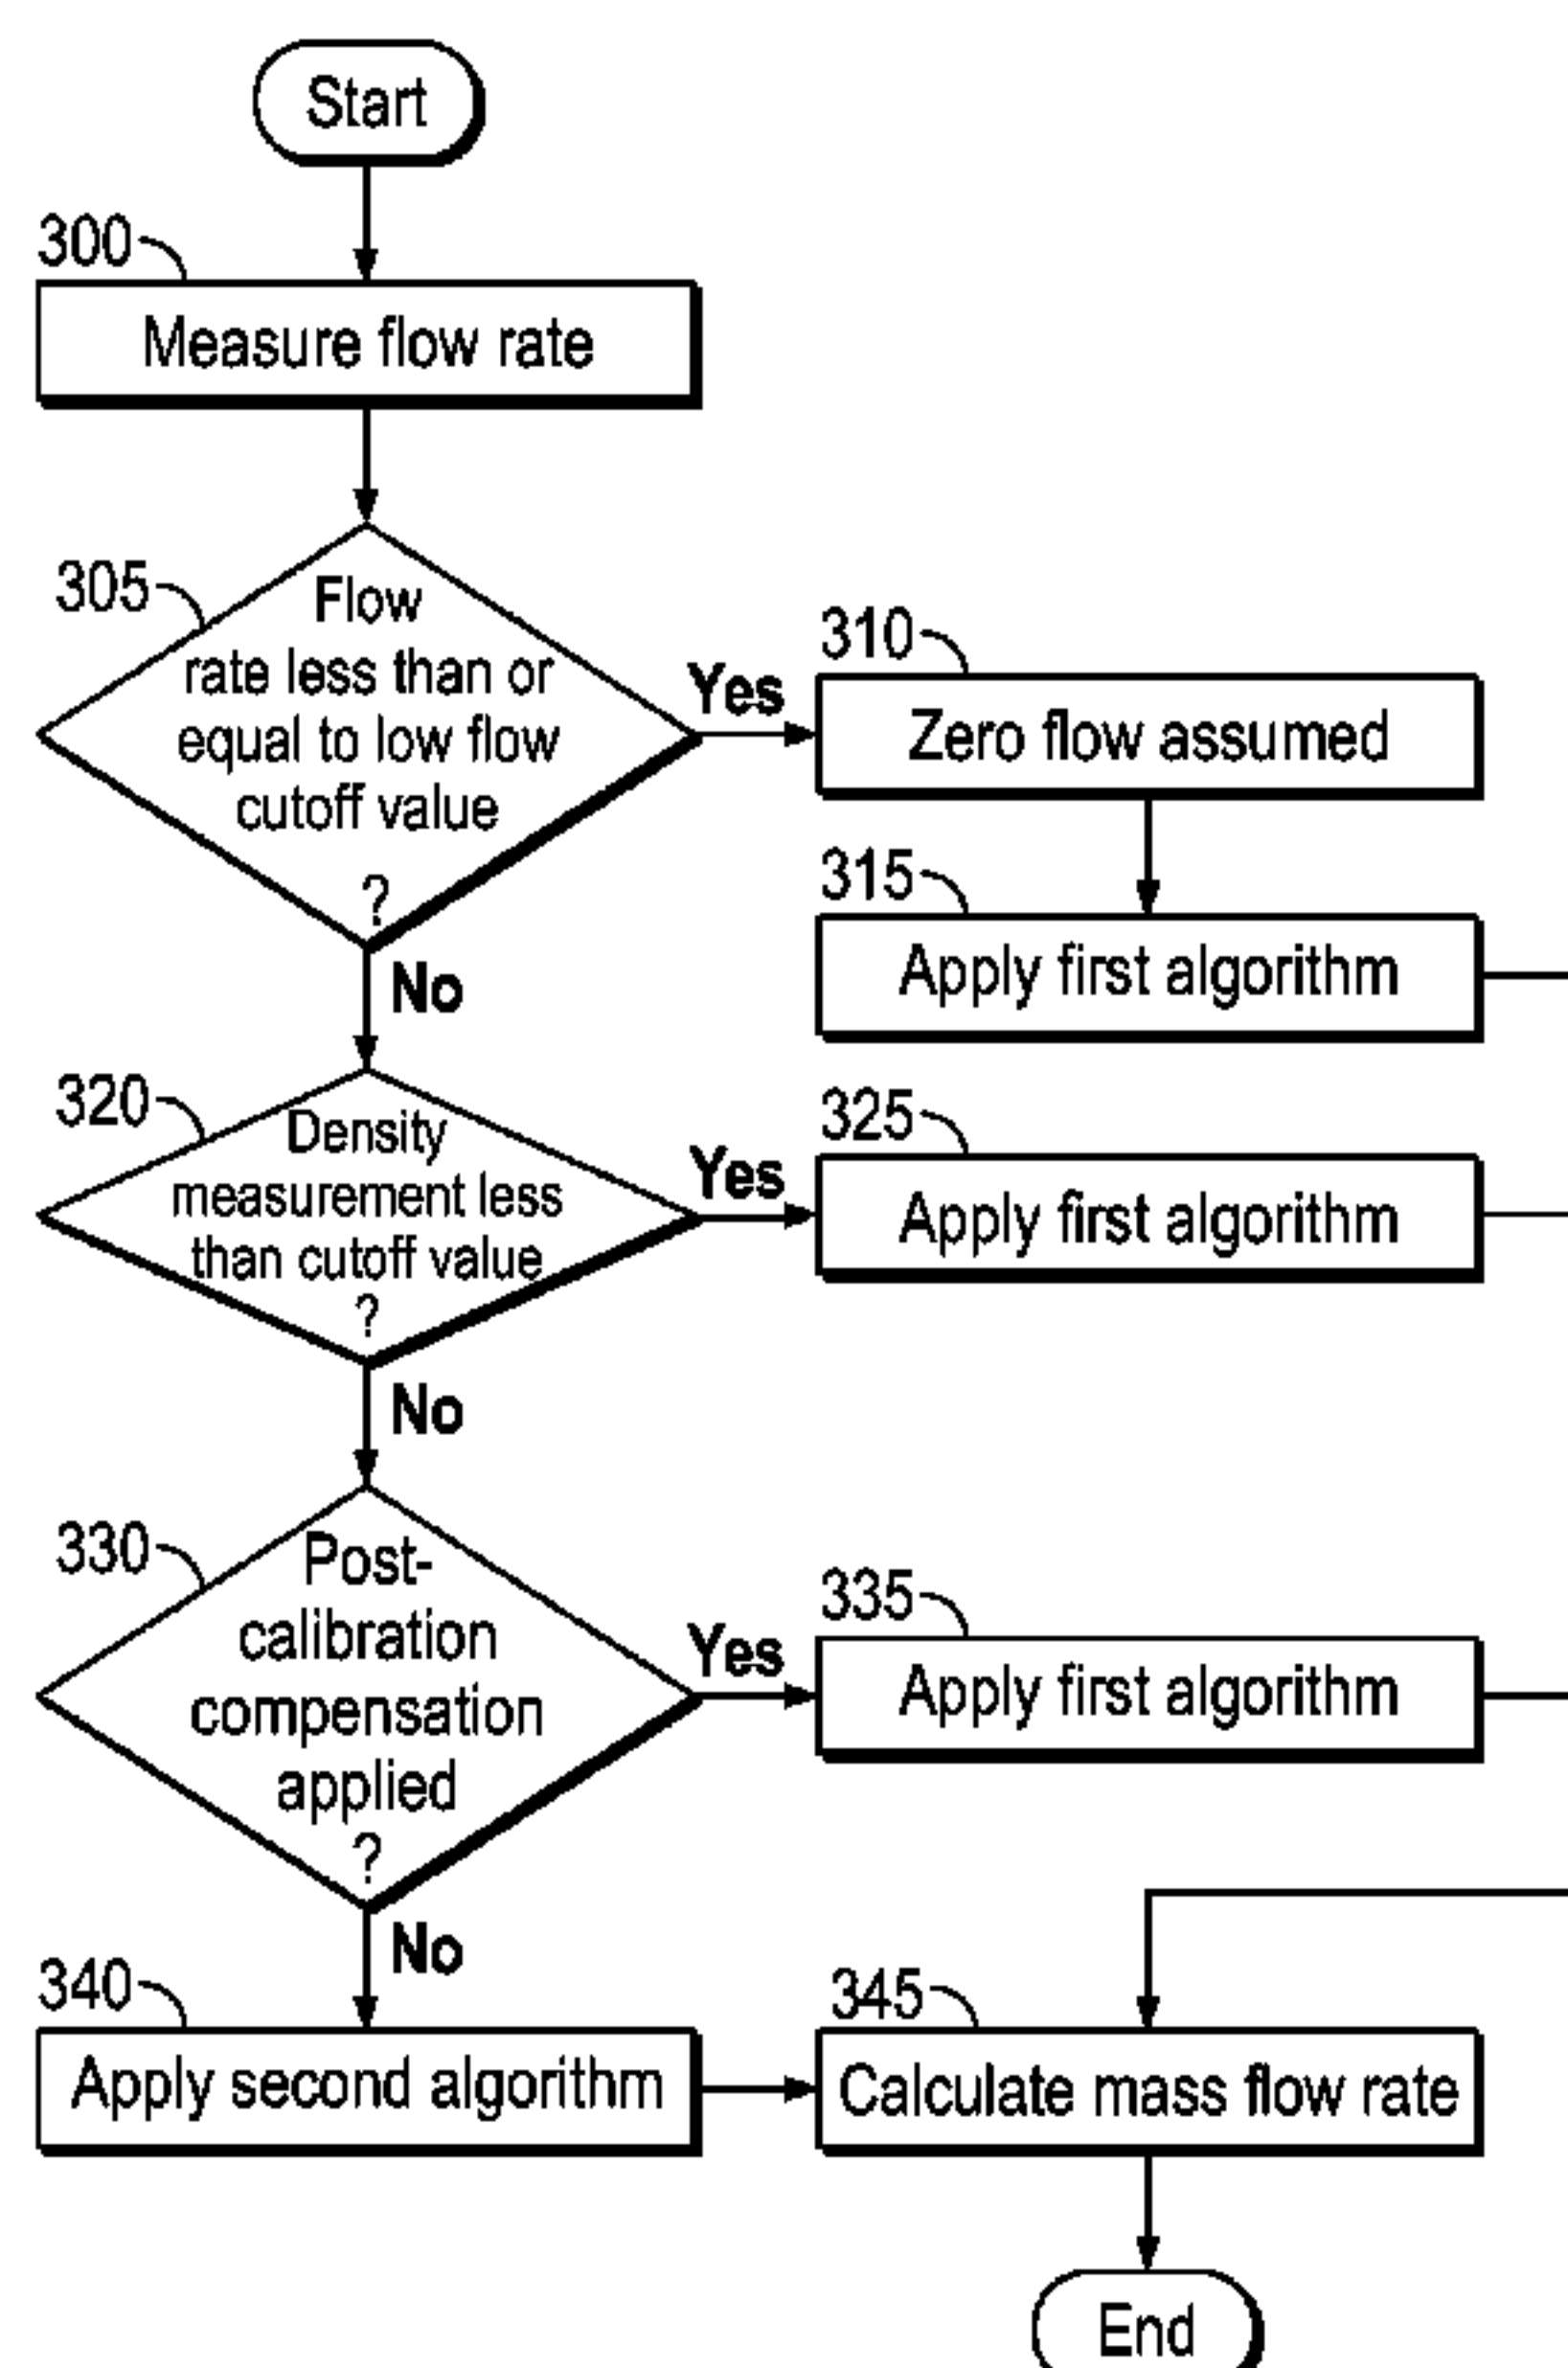 Start
300
Measure flow rate
305
Flow
rate less than or
equal to low flow
cutoff value
?
Yes
310
Zero flow assumed
315
Apply first algorithm
No
320
Density
measurement less
than cutoff value
?
Yes
325
Apply first algorithm
No
330
Post-
calibration
compensation
applied
?
Yes
335
Apply first algorithm
No
340
Apply second algorithm
345
Calculate mass flow rate
End